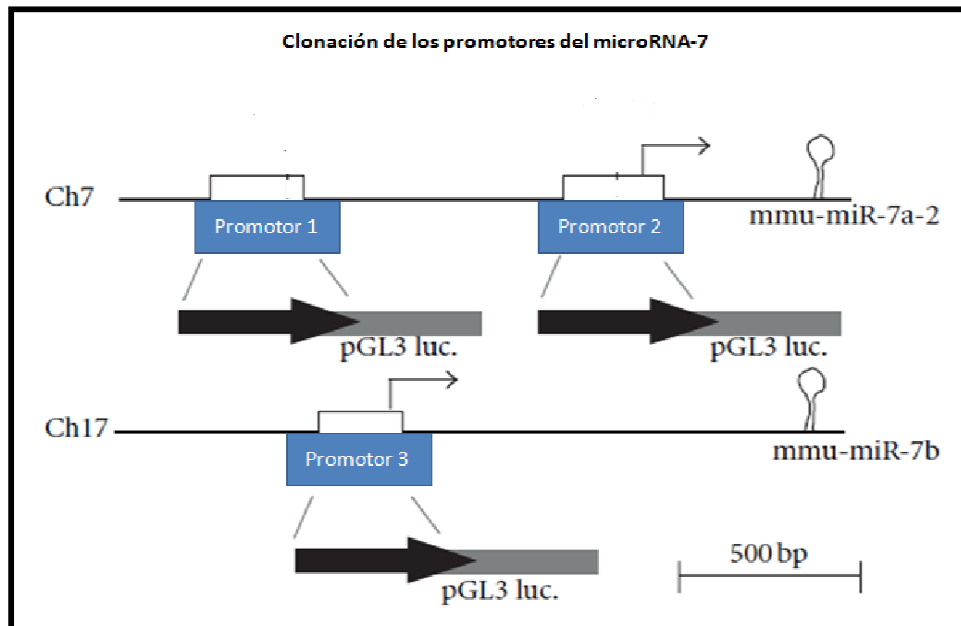 Clonación de los promotores del microRNA-7
Ch7
mmu-miR-7a-2
Promotor 1
Promotor 2
pGL3 luc.
pGL3 luc.
Ch17
mmu-miR-7b
Promotor 3
500 bp
pGL3 luc.